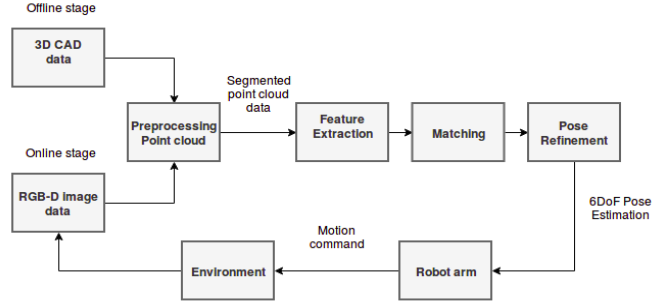 Offline stage
3D CAD
data
Segmented
point cloud
data
Preprocessing
Point cloud
Feature
Extraction
Matching
Pose
Refinement
Online stage
RGB-D image
data
6DoF Pose
Estimation
Motion
command
Environment
Robot arm